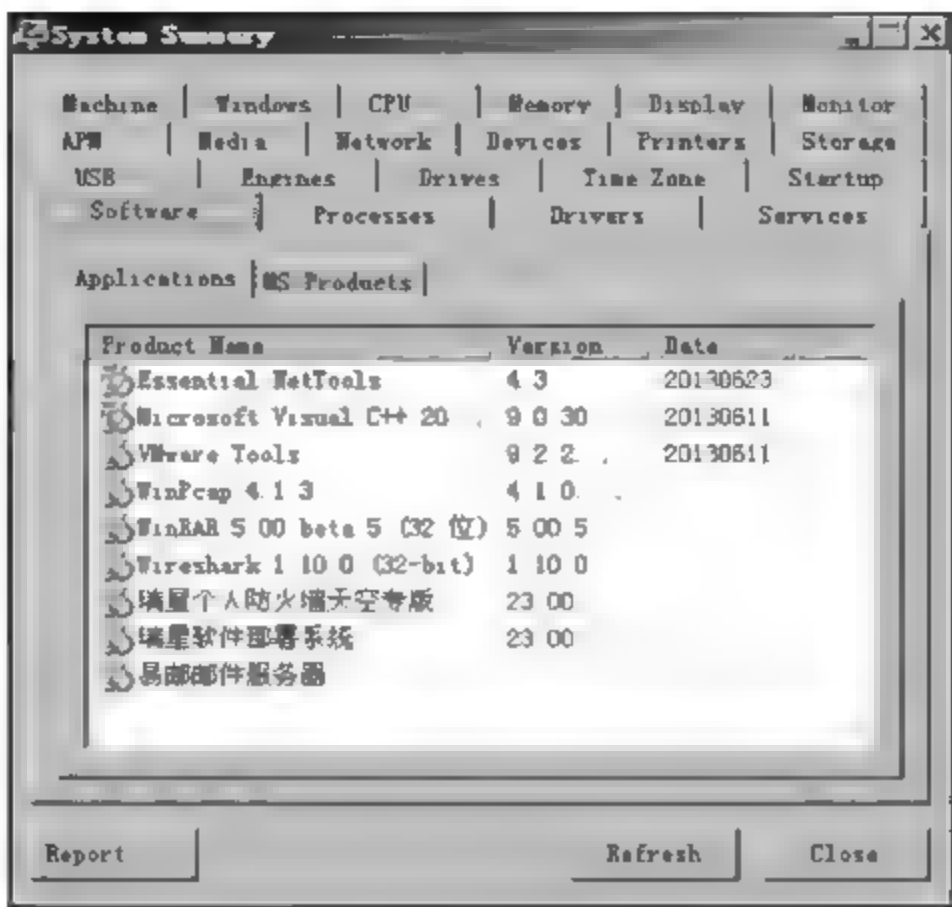 System Summary
Machine Windows CPU Memory Display Monitor
APM Media Network Devices Printers Storage
USB Engines Drives Time Zone Startup
Software Processes Drivers Services
Applications MS Products
Product Name Version Date
Essential NetTools 4.3 20130623
Microsoft Visual C++ 20... 9.0.30 20130611
VMware Tools 9.2.2... 20130611
WinPcap 4.1.3 4.1.0...
WinRAR 5.00 beta 5 (32 位) 5.00.5
Wireshark 1.10.0 (32-bit) 1.10.0
瑞星个人防火墙天空专版 23.00
瑞星软件部署系统 23.00
易邮邮件服务器
Report Refresh Close